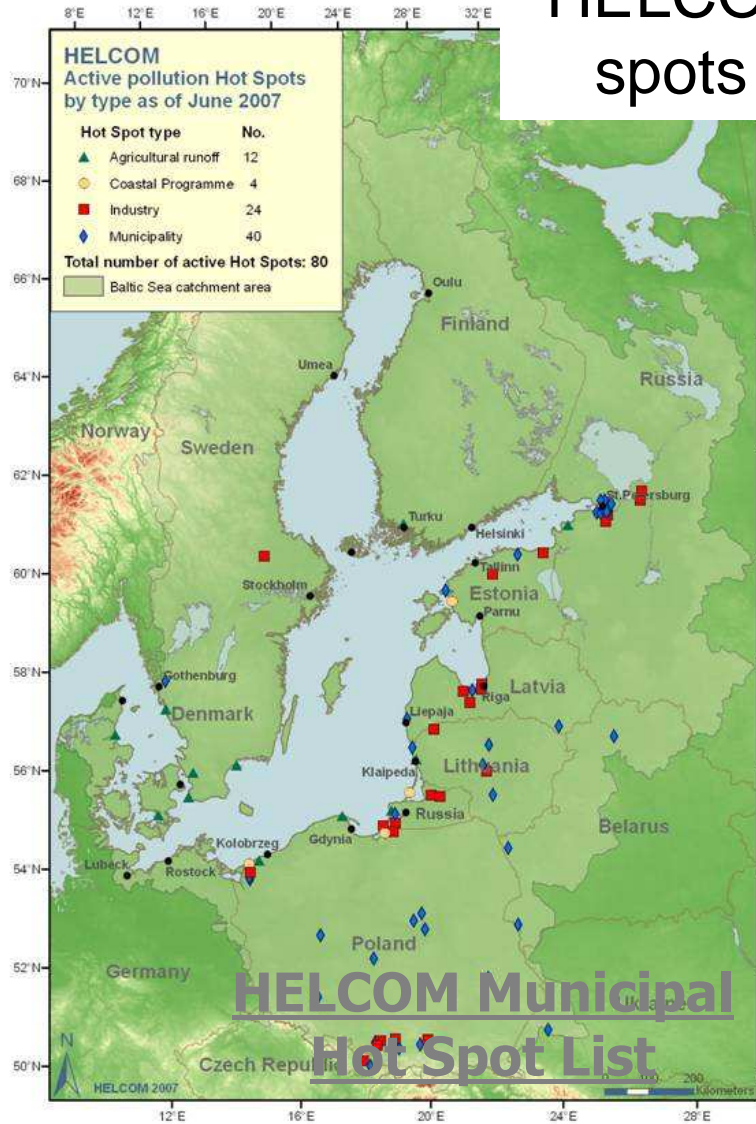 8°E 12°E 16°E 20°E 24°E 28°E 32°E
HELCO
spots
HELCOM
Active pollution Hot Spots
by type as of June 2007
Hot Spot type No.
Agricultural runoff 12
Coastal Programme 4
Industry 24
Municipality 40
Total number of active Hot Spots: 80
Baltic Sea catchment area
70°N
68°N
66°N
64°N
62°N
60°N
58°N
56°N
54°N
52°N
50°N
Oulu
Finland
Umea
Russia
Norway
Sweden
St.Petersburg
Turku
Helsinki
Tallinn
Stockholm
Estonia
Parnu
Gothenburg
Latvia
Riga
Denmark
Liepaja
Klaipeda
Lithuania
Russia
Belarus
Gdynia
Kolobrzeg
Lubeck
Rostock
Poland
Germany
HELCOM Municipal
Hot Spot List
Ukraine
Czech Republic
N
HELCOM 2007
0 100 200
Kilometers
12°E 16°E 20°E 24°E 28°E